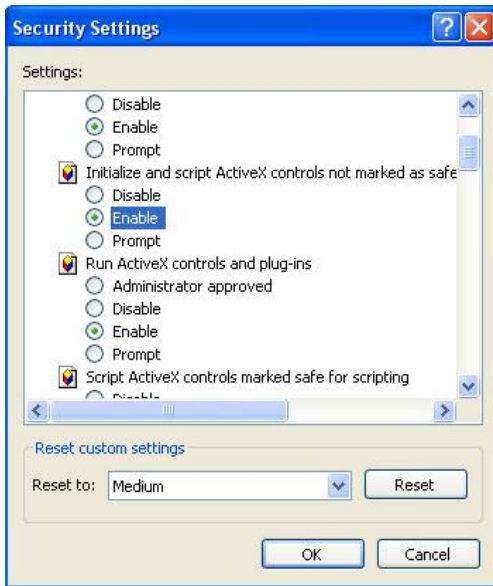 Security Settings
Settings:
Disable
Enable
Prompt
Initialize and script ActiveX controls not marked as safe
Disable
Enable
Prompt
Run ActiveX controls and plug-ins
Administrator approved
Disable
Enable
Prompt
Script ActiveX controls marked safe for scripting
Disable
Reset custom settings
Reset to: Medium Reset
OK Cancel